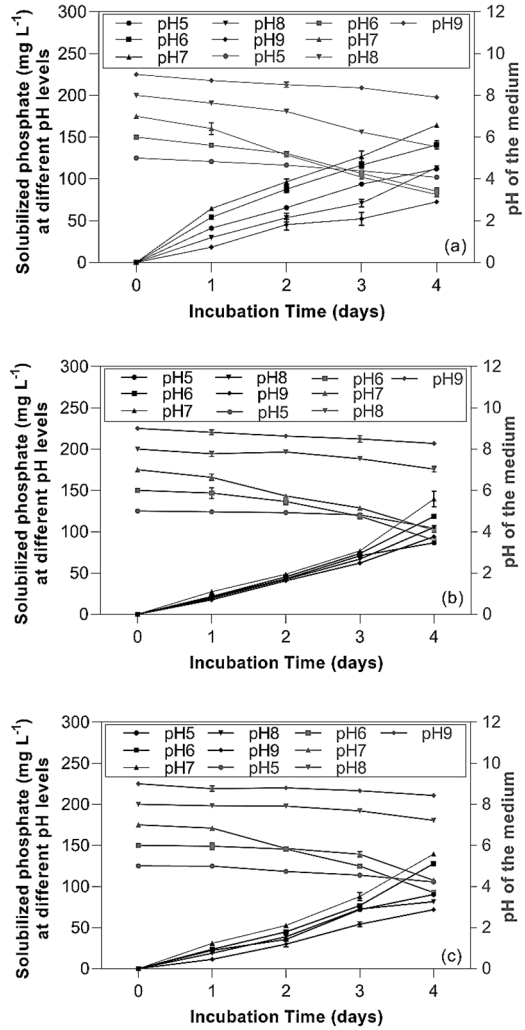 Solubilized phosphate (mg L-1)
at different pH levels
300
250
200
150
100
50
0
pH5 pH8 pH6 pH9
pH6 pH9 pH7
pH7 pH5 pH8
12
10
8
6
4
2
0
pH of the medium
(a)
0 1 2 3 4
Incubation Time (days)
Solubilized phosphate (mg L-1)
at different pH levels
300
250
200
150
100
50
0
pH5 pH8 pH6 pH9
pH6 pH9 pH7
pH7 pH5 pH8
12
10
8
6
4
2
0
pH of the medium
(b)
0 1 2 3 4
Incubation Time (days)
Solubilized phosphate (mg L-1)
at different pH levels
300
250
200
150
100
50
0
pH5 pH8 pH6 pH9
pH6 pH9 pH7
pH7 pH5 pH8
12
10
8
6
4
2
0
pH of the medium
(c)
0 1 2 3 4
Incubation Time (days)